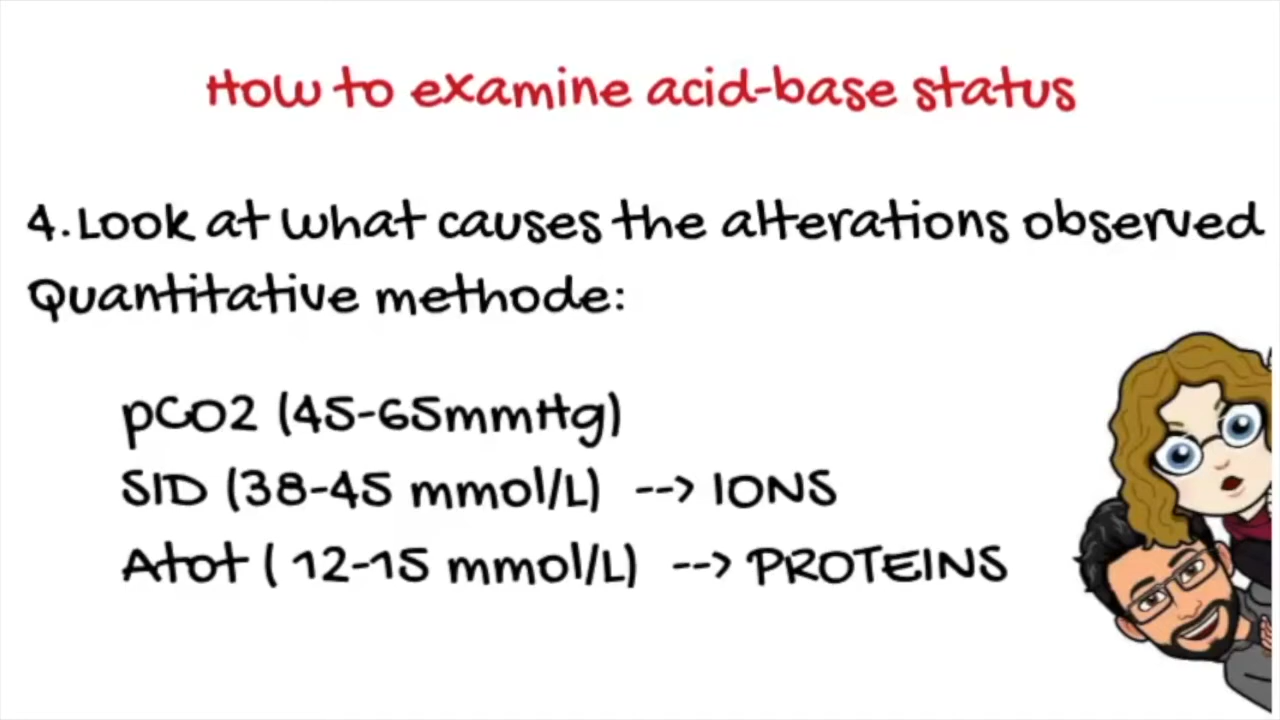 How to examine acid-base status
4. Look at what causes the alterations observed
Quantitative methode:
pCO2 (45-65mmHg)
SID (38-45 mmol/L) --> IONS
Atot ( 12-15 mmol/L) --> PROTEINS